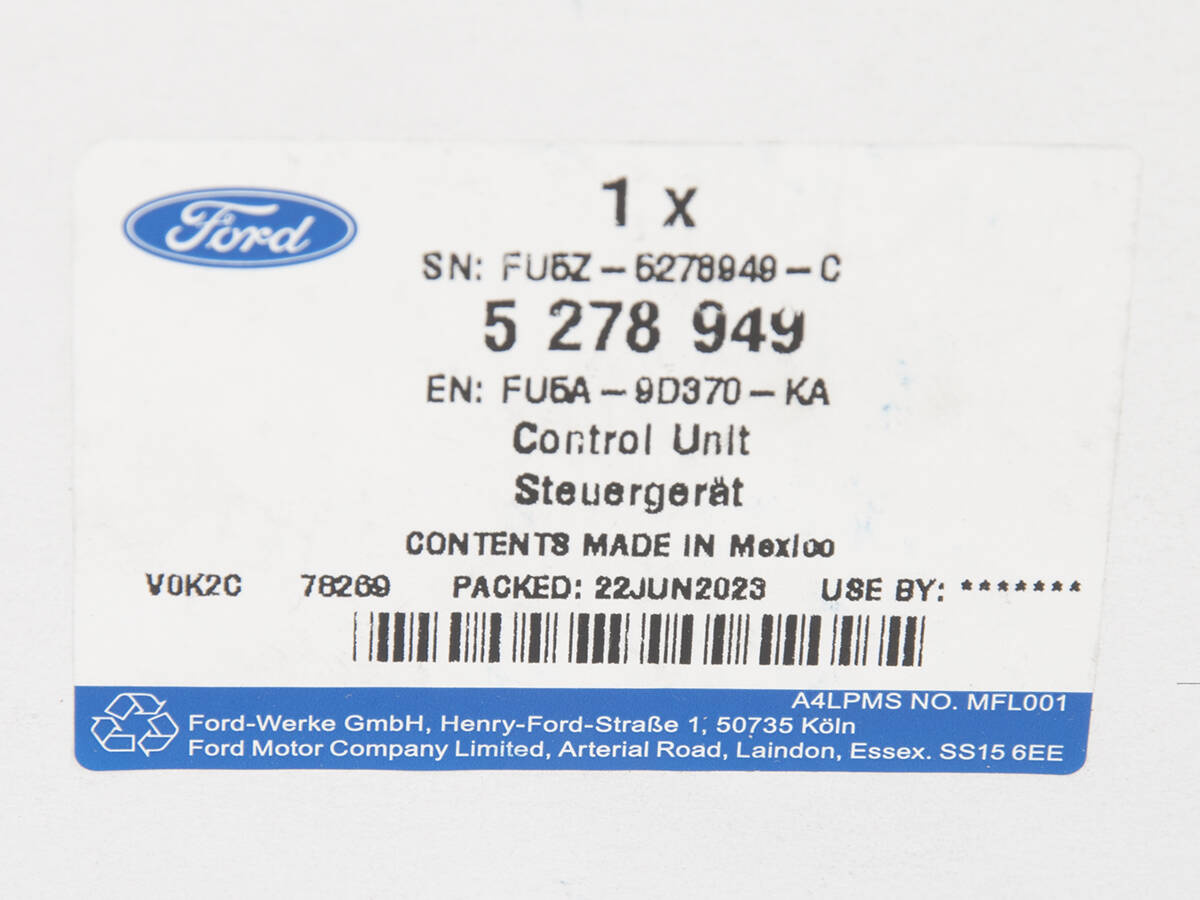 Ford
1 x
SN: FU5Z-5278949-C
5 278 949
EN: FU5A-9D370-KA
Control Unit
Steuergerät
CONTENTS MADE IN Mexico
V0K2C 78269 PACKED: 22JUN2023 USE BY: *******
A4LPMS NO. MFL001
Ford-Werke GmbH, Henry-Ford-Straße 1, 50735 Köln
Ford Motor Company Limited, Arterial Road, Laindon, Essex. SS15 6EE